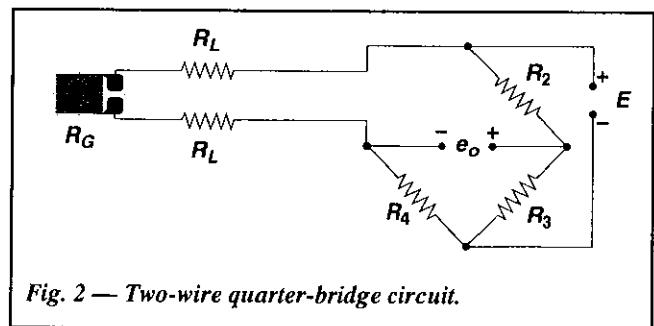 R_L
R_2
+
E
−
R_G
R_L
− e_o +
R_4
R_3
Fig. 2 — Two-wire quarter-bridge circuit.